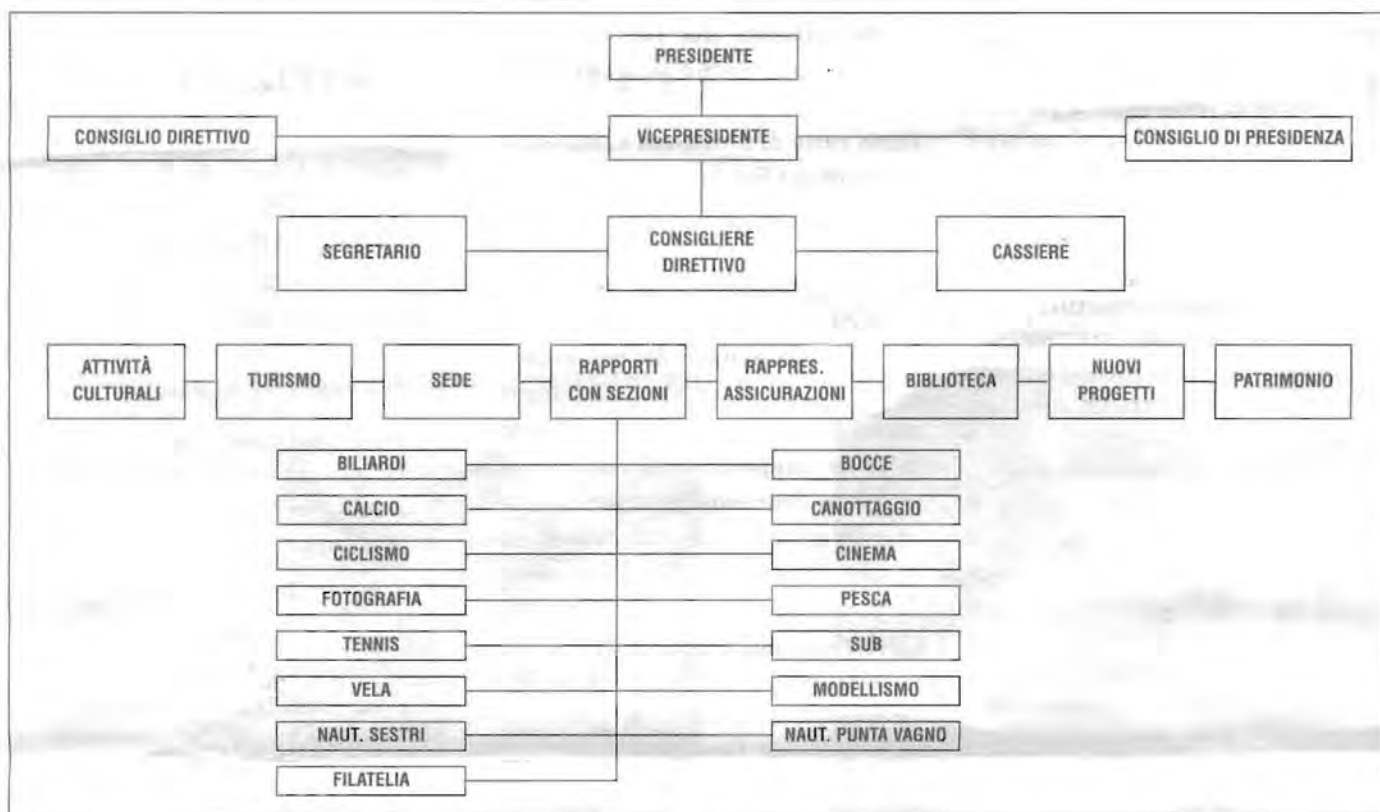 PRESIDENTE
CONSIGLIO DIRETTIVO
VICEPRESIDENTE
CONSIGLIO DI PRESIDENZA
SEGRETARIO
CONSIGLIERE
DIRETTIVO
CASSIERE
ATTIVITÀ
CULTURALI
TURISMO
SEDE
RAPPORTI
CON SEZIONI
RAPPRES.
ASSICURAZIONI
BIBLIOTECA
NUOVI
PROGETTI
PATRIMONIO
BILIARDI
BOCCE
CALCIO
CANOTTAGGIO
CICLISMO
CINEMA
FOTOGRAFIA
PESCA
TENNIS
SUB
VELA
MODELLISMO
NAUT. SESTRI
NAUT. PUNTA VAGNO
FILATELIA